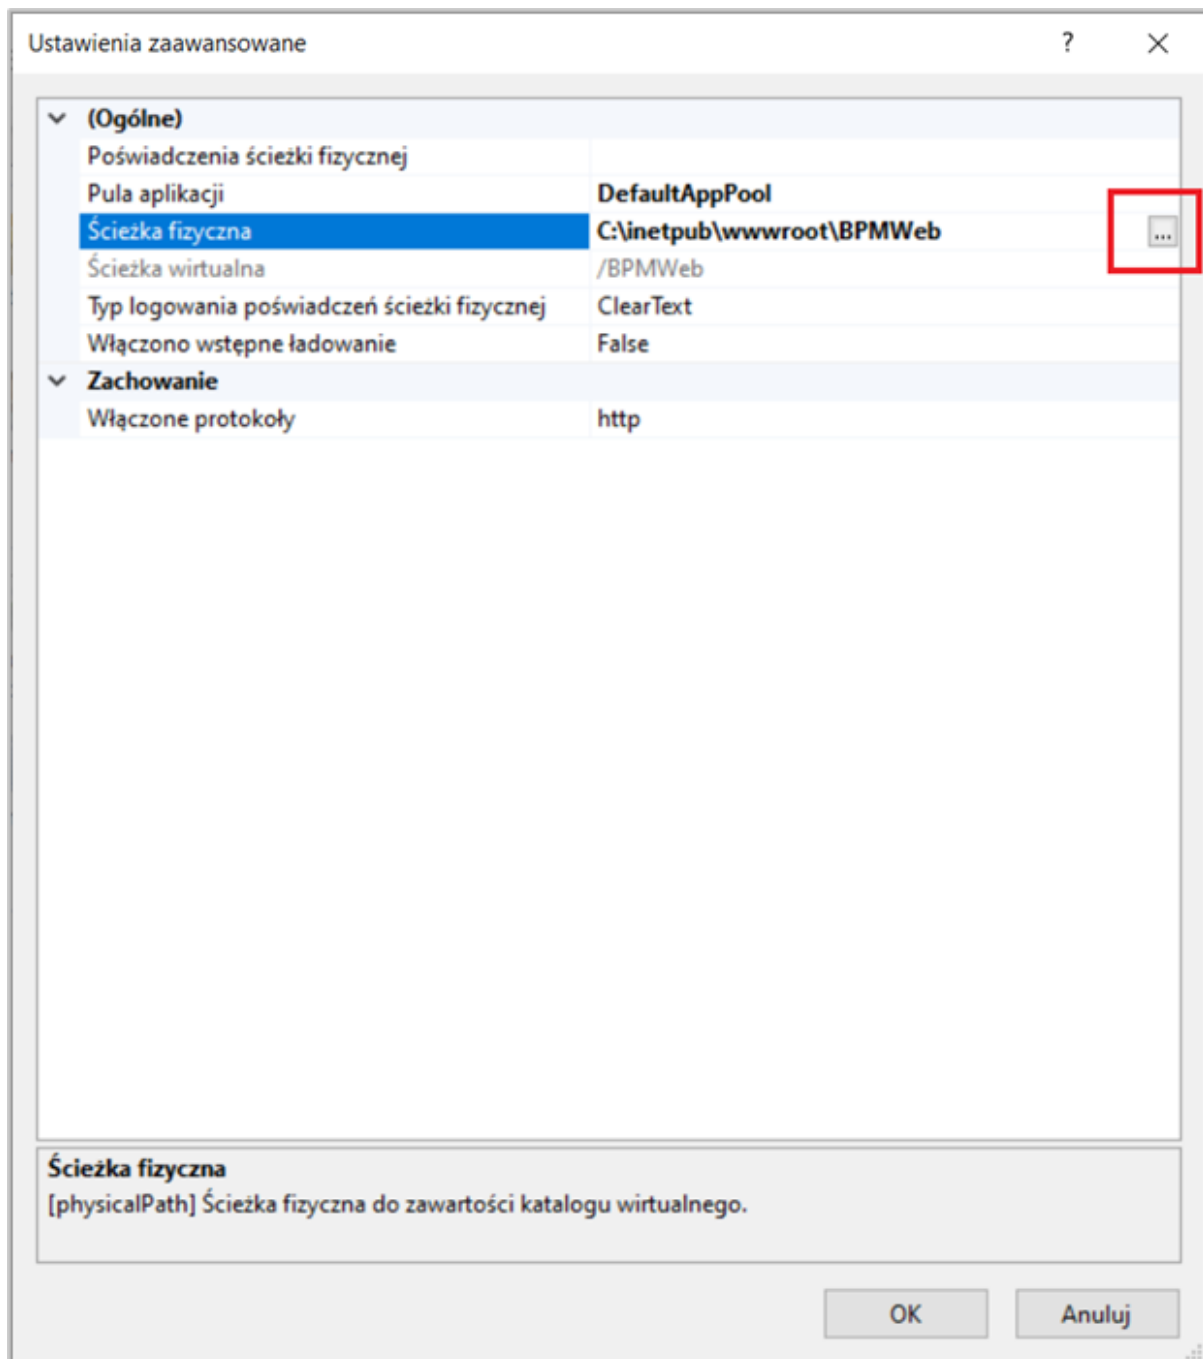 Ustawienia zaawansowane
(Ogólne)
Poświadczenia ścieżki fizycznej
Pula aplikacji DefaultAppPool
Ścieżka fizyczna C:\inetpub\wwwroot\BPMWeb ...
Ścieżka wirtualna /BPMWeb
Typ logowania poświadczeń ścieżki fizycznej ClearText
Włączono wstępne ładowanie False
Zachowanie
Włączone protokoły http
Ścieżka fizyczna
[physicalPath] Ścieżka fizyczna do zawartości katalogu wirtualnego.
OK Anuluj